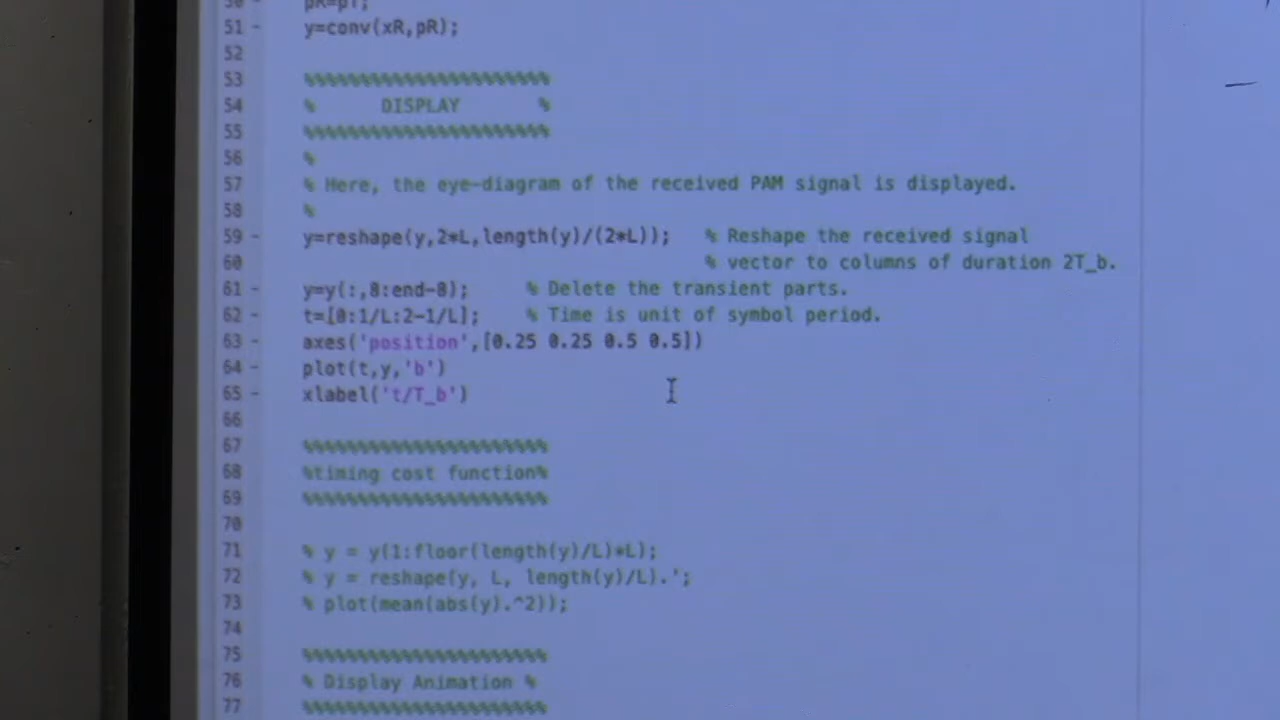 50 - pR=pT;
51 - y=conv(xR,pR);
52
53 %%%%%%%%%%%%%%%%%%%%%%
54 % DISPLAY %
55 %%%%%%%%%%%%%%%%%%%%%%
56 %
57 % Here, the eye-diagram of the received PAM signal is displayed.
58 %
59 - y=reshape(y,2*L,length(y)/(2*L)); % Reshape the received signal
60 % vector to columns of duration 2T_b.
61 - y=y(:,8:end-8); % Delete the transient parts.
62 - t=[0:1/L:2-1/L]; % Time is unit of symbol period.
63 - axes('position',[0.25 0.25 0.5 0.5])
64 - plot(t,y,'b')
65 - xlabel('t/T_b')
66
67 %%%%%%%%%%%%%%%%%%%%%%
68 %timing cost function%
69 %%%%%%%%%%%%%%%%%%%%%%
70
71 % y = y(1:floor(length(y)/L)*L);
72 % y = reshape(y, L, length(y)/L).';
73 % plot(mean(abs(y).^2));
74
75 %%%%%%%%%%%%%%%%%%%%%%
76 % Display Animation %
77 %%%%%%%%%%%%%%%%%%%%%%